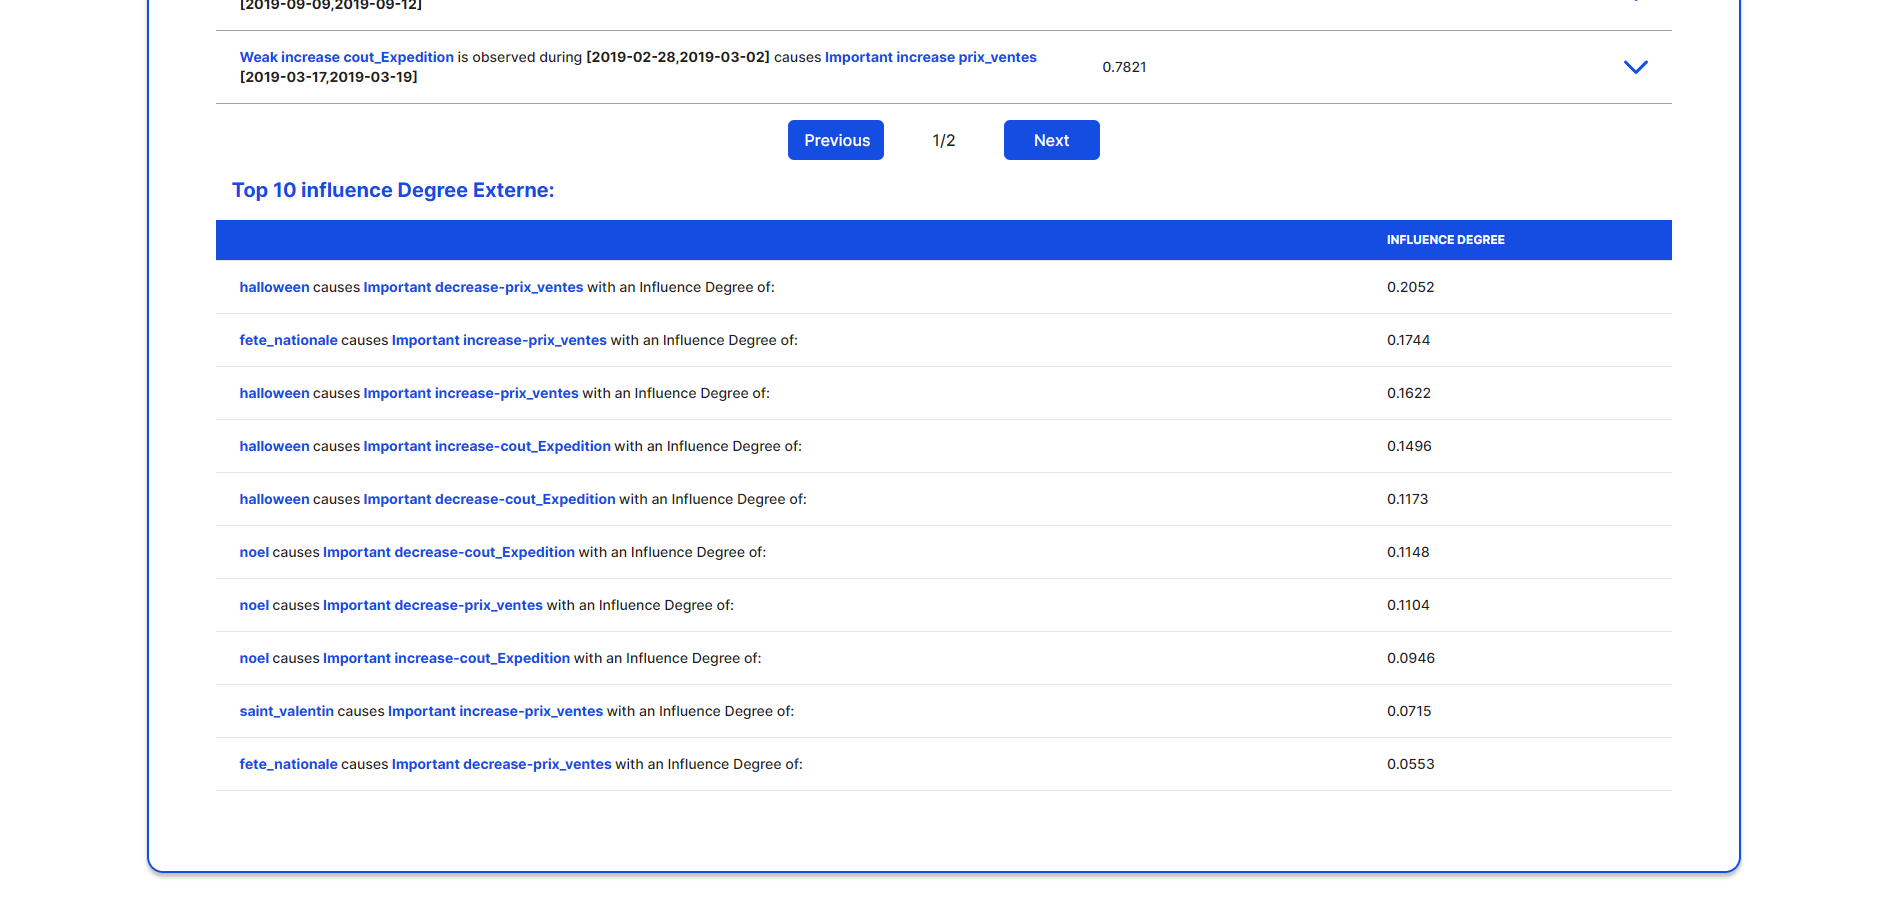 [2019-09-09,2019-09-12]
Weak increase cout_Expedition is observed during [2019-02-28,2019-03-02] causes Important increase prix_ventes
[2019-03-17,2019-03-19]
0.7821
Previous 1/2 Next
Top 10 influence Degree Externe:
INFLUENCE DEGREE
halloween causes Important decrease-prix_ventes with an Influence Degree of: 0.2052
fete_nationale causes Important increase-prix_ventes with an Influence Degree of: 0.1744
halloween causes Important increase-prix_ventes with an Influence Degree of: 0.1622
halloween causes Important increase-cout_Expedition with an Influence Degree of: 0.1496
halloween causes Important decrease-cout_Expedition with an Influence Degree of: 0.1173
noel causes Important decrease-cout_Expedition with an Influence Degree of: 0.1148
noel causes Important decrease-prix_ventes with an Influence Degree of: 0.1104
noel causes Important increase-cout_Expedition with an Influence Degree of: 0.0946
saint_valentin causes Important increase-prix_ventes with an Influence Degree of: 0.0715
fete_nationale causes Important decrease-prix_ventes with an Influence Degree of: 0.0553